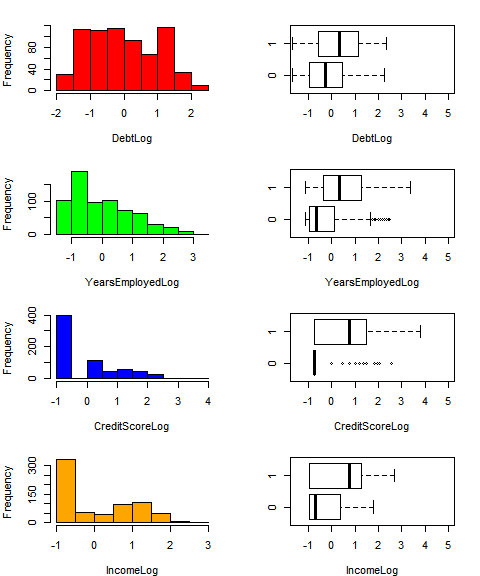 Frequency
0 40 120
-2 -1 0 1 2
DebtLog
1
0
-1 0 1 2 3 4 5
DebtLog
Frequency
0 100
-1 0 1 2 3
YearsEmployedLog
1
0
-1 0 1 2 3 4 5
YearsEmployedLog
Frequency
0 200 400
-1 0 1 2 3 4
CreditScoreLog
1
0
-1 0 1 2 3 4 5
CreditScoreLog
Frequency
0 150 300
-1 0 1 2 3
IncomeLog
1
0
-1 0 1 2 3 4 5
IncomeLog